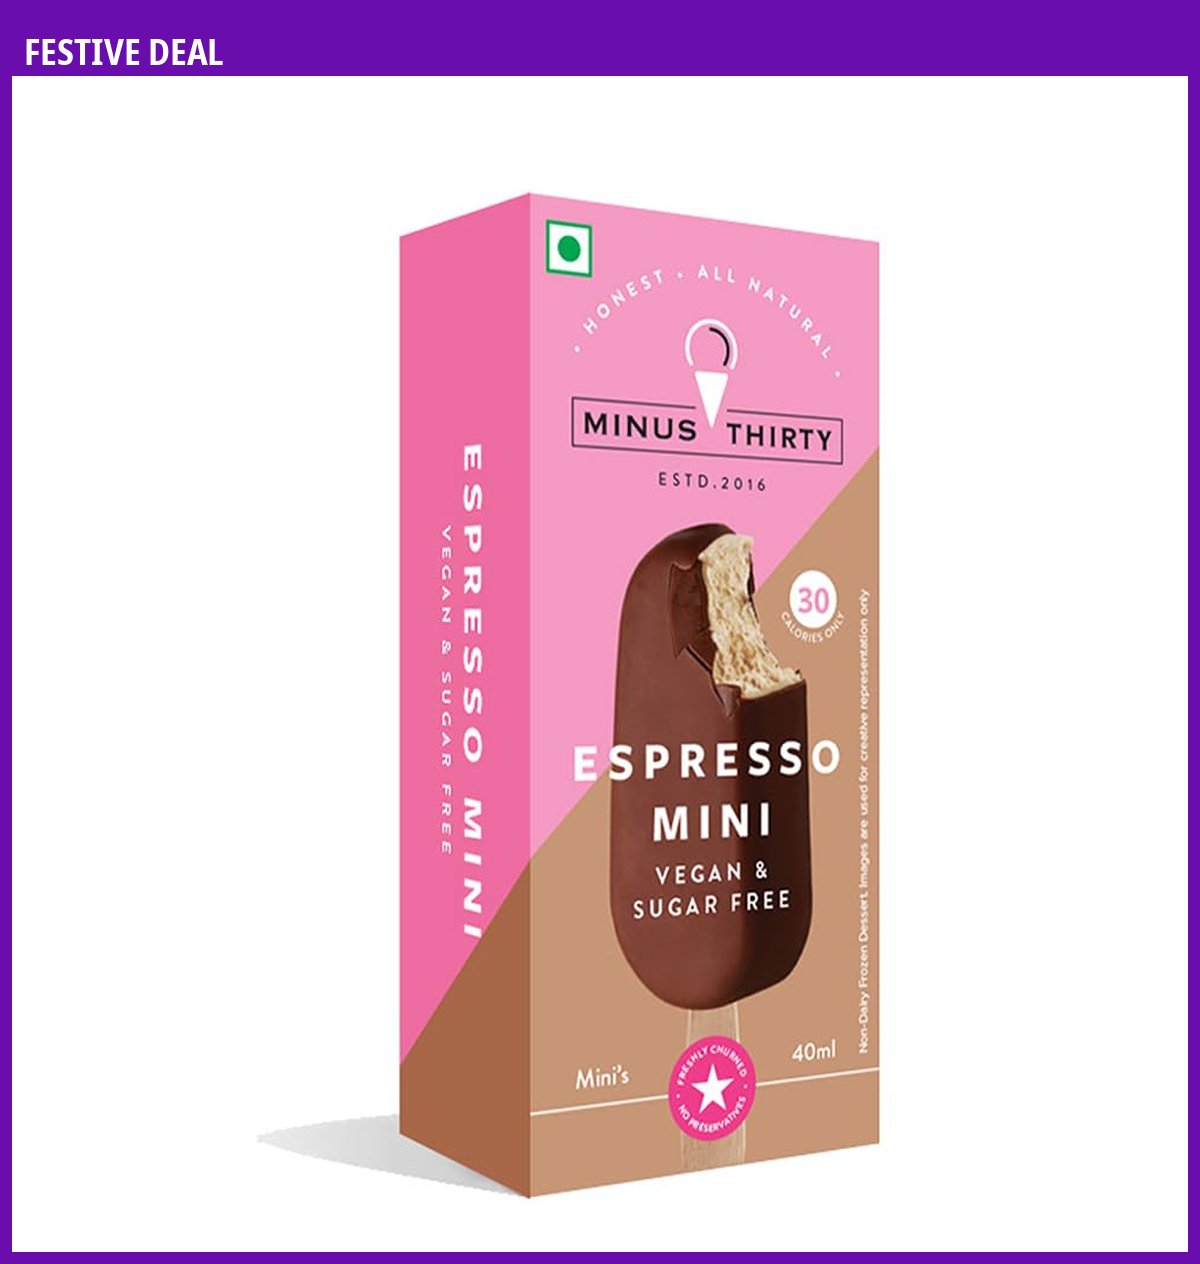 FESTIVE DEAL
• HONEST • ALL NATURAL •
MINUS THIRTY
ESTD.2016
30
CALORIES ONLY
ESPRESSO
MINI
VEGAN &
SUGAR FREE
Mini's
40ml
FRESHLY CHURNED
• NO PRESERVATIVES •
Non-Dairy Frozen Dessert. Images are used for creative representation only
ESPRESSO MINI
VEGAN & SUGAR FREE